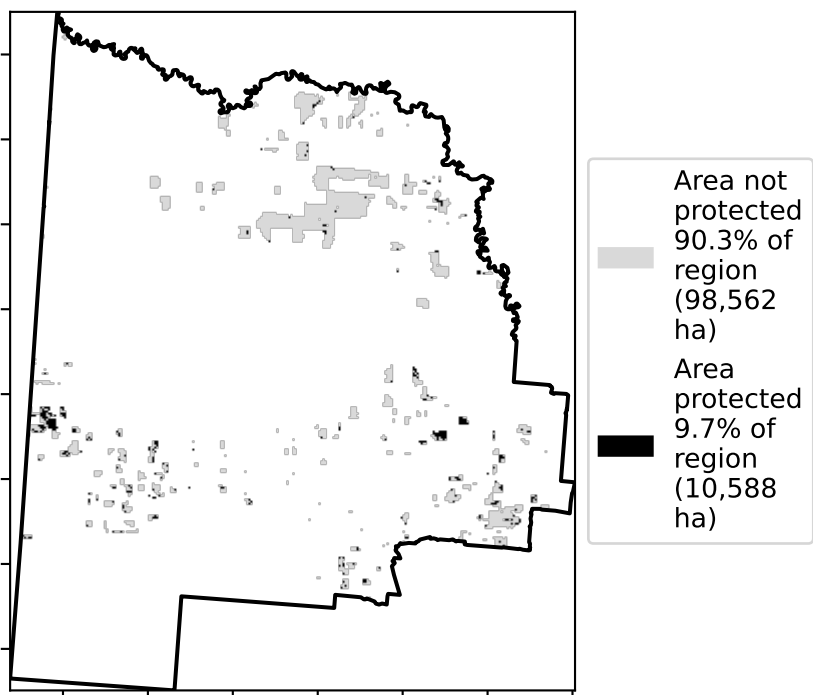 Area not
protected
90.3% of
region
(98,562
ha)
Area
protected
9.7% of
region
(10,588
ha)